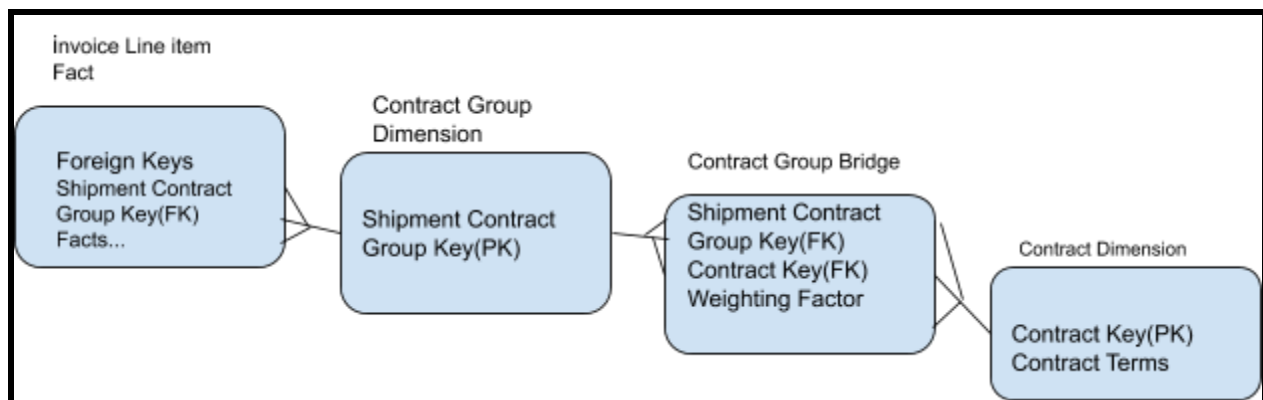 İnvoice Line item
Fact
Foreign Keys
Shipment Contract
Group Key(FK)
Facts...
Contract Group
Dimension
Shipment Contract
Group Key(PK)
Contract Group Bridge
Shipment Contract
Group Key(FK)
Contract Key(FK)
Weighting Factor
Contract Dimension
Contract Key(PK)
Contract Terms